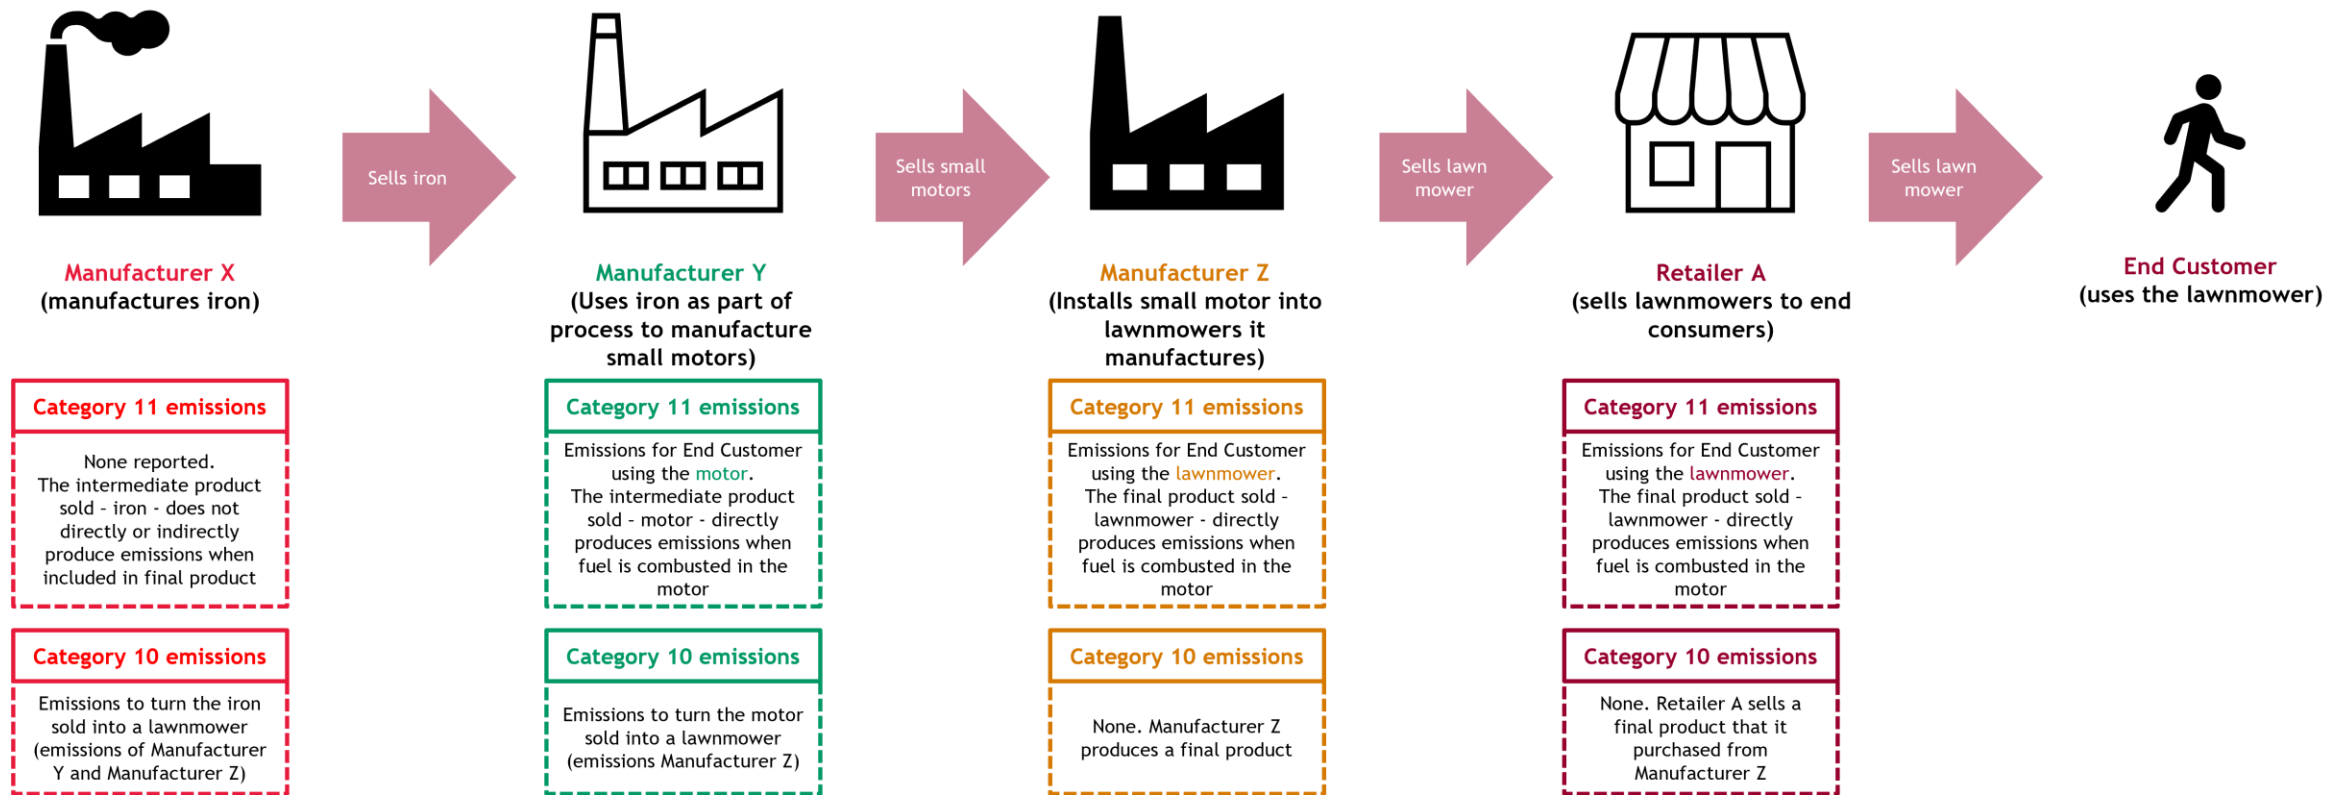 Sells iron
Sells small
motors
Sells lawn
mower
Sells lawn
mower
Manufacturer X
(manufactures iron)
Manufacturer Y
(Uses iron as part of
process to manufacture
small motors)
Manufacturer Z
(Installs small motor into
lawnmowers it
manufactures)
Retailer A
(sells lawnmowers to end
consumers)
End Customer
(uses the lawnmower)
Category 11 emissions
None reported.
The intermediate product
sold – iron - does not
directly or indirectly
produce emissions when
included in final product
Category 11 emissions
Emissions for End Customer
using the motor.
The intermediate product
sold – motor - directly
produces emissions when
fuel is combusted in the
motor
Category 11 emissions
Emissions for End Customer
using the lawnmower.
The final product sold –
lawnmower - directly
produces emissions when
fuel is combusted in the
motor
Category 11 emissions
Emissions for End Customer
using the lawnmower.
The final product sold –
lawnmower - directly
produces emissions when
fuel is combusted in the
motor
Category 10 emissions
Emissions to turn the iron
sold into a lawnmower
(emissions of Manufacturer
Y and Manufacturer Z)
Category 10 emissions
Emissions to turn the motor
sold into a lawnmower
(emissions Manufacturer Z)
Category 10 emissions
None. Manufacturer Z
produces a final product
Category 10 emissions
None. Retailer A sells a
final product that it
purchased from
Manufacturer Z